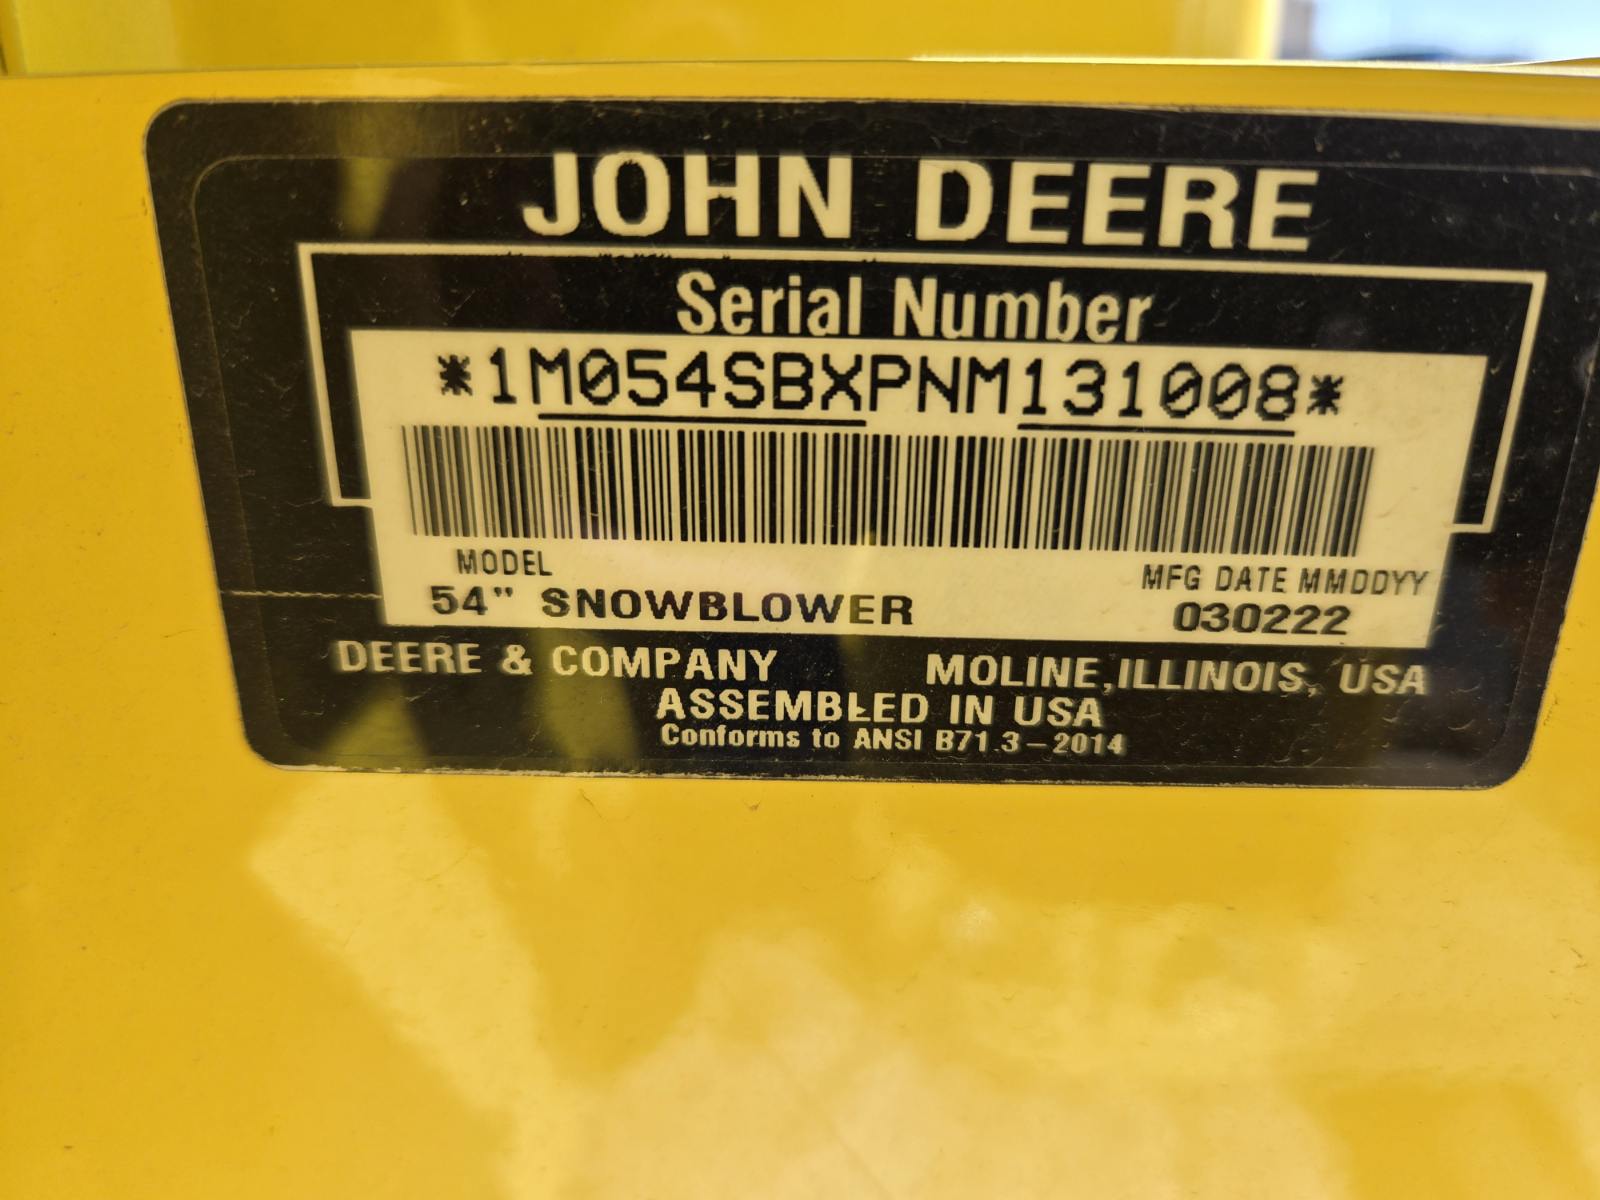 JOHN DEERE
Serial Number
*1M054SBXPNM131008*
MODEL MFG DATE MMDDYY
54" SNOWBLOWER 030222
DEERE & COMPANY MOLINE, ILLINOIS, USA
ASSEMBLED IN USA
Conforms to ANSI B71.3-2014